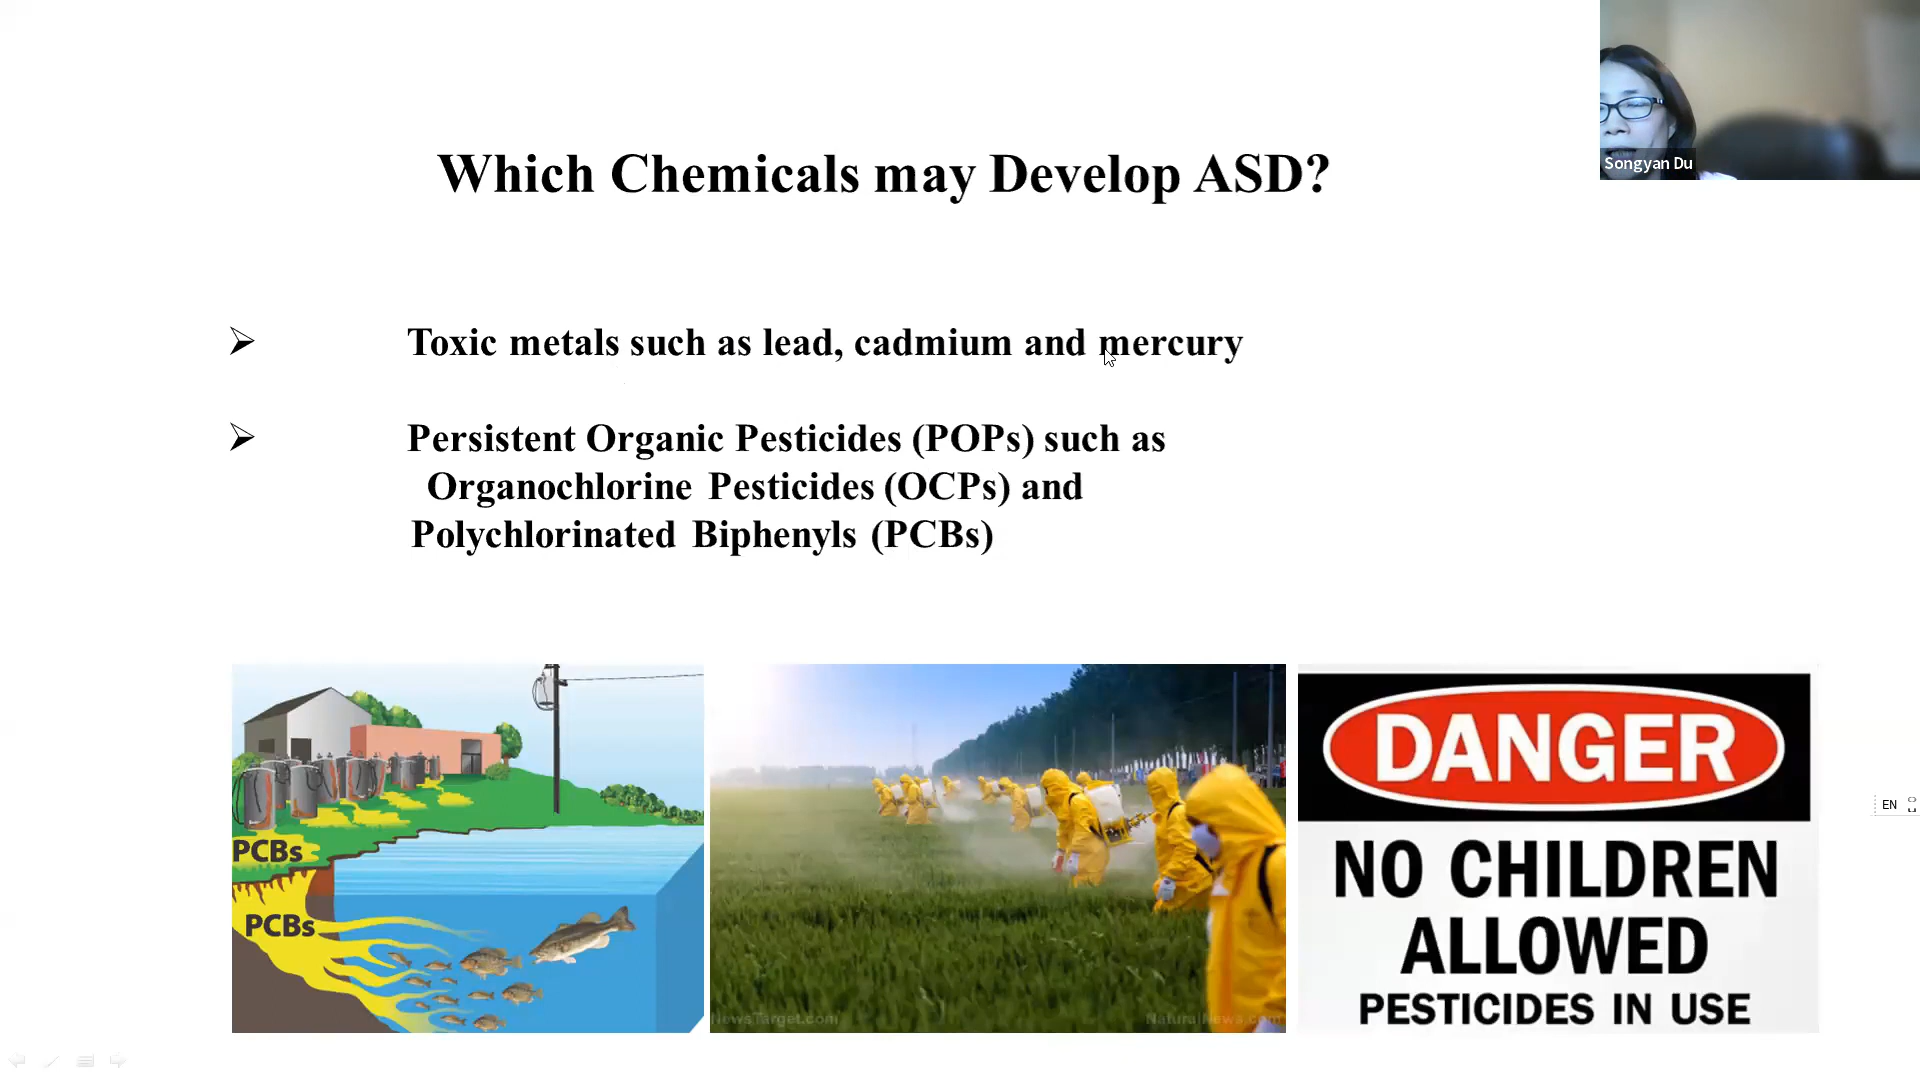 Songyan Du
Which Chemicals may Develop ASD?
Toxic metals such as lead, cadmium and mercury
Persistent Organic Pesticides (POPs) such as
Organochlorine Pesticides (OCPs) and
Polychlorinated Biphenyls (PCBs)
PCBs
PCBs
NewsTarget.com
NaturalNews.com
DANGER
NO CHILDREN
ALLOWED
PESTICIDES IN USE
EN